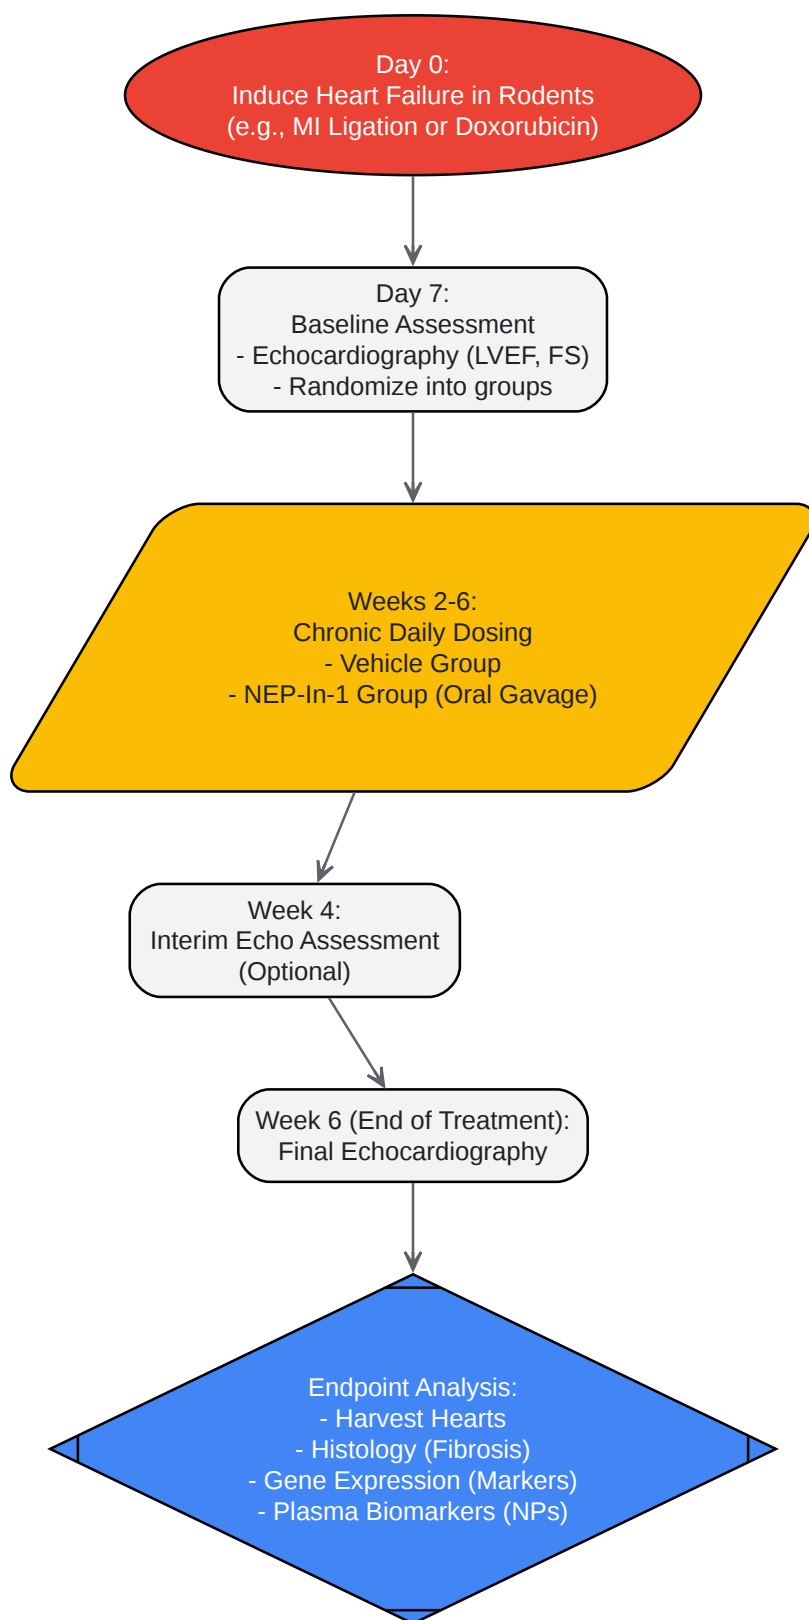 Day 0:
Induce Heart Failure in Rodents
(e.g., MI Ligation or Doxorubicin)
Day 7:
Baseline Assessment
- Echocardiography (LVEF, FS)
- Randomize into groups
Weeks 2-6:
Chronic Daily Dosing
- Vehicle Group
- NEP-In-1 Group (Oral Gavage)
Week 4:
Interim Echo Assessment
(Optional)
Week 6 (End of Treatment):
Final Echocardiography
Endpoint Analysis:
- Harvest Hearts
- Histology (Fibrosis)
- Gene Expression (Markers)
- Plasma Biomarkers (NPs)